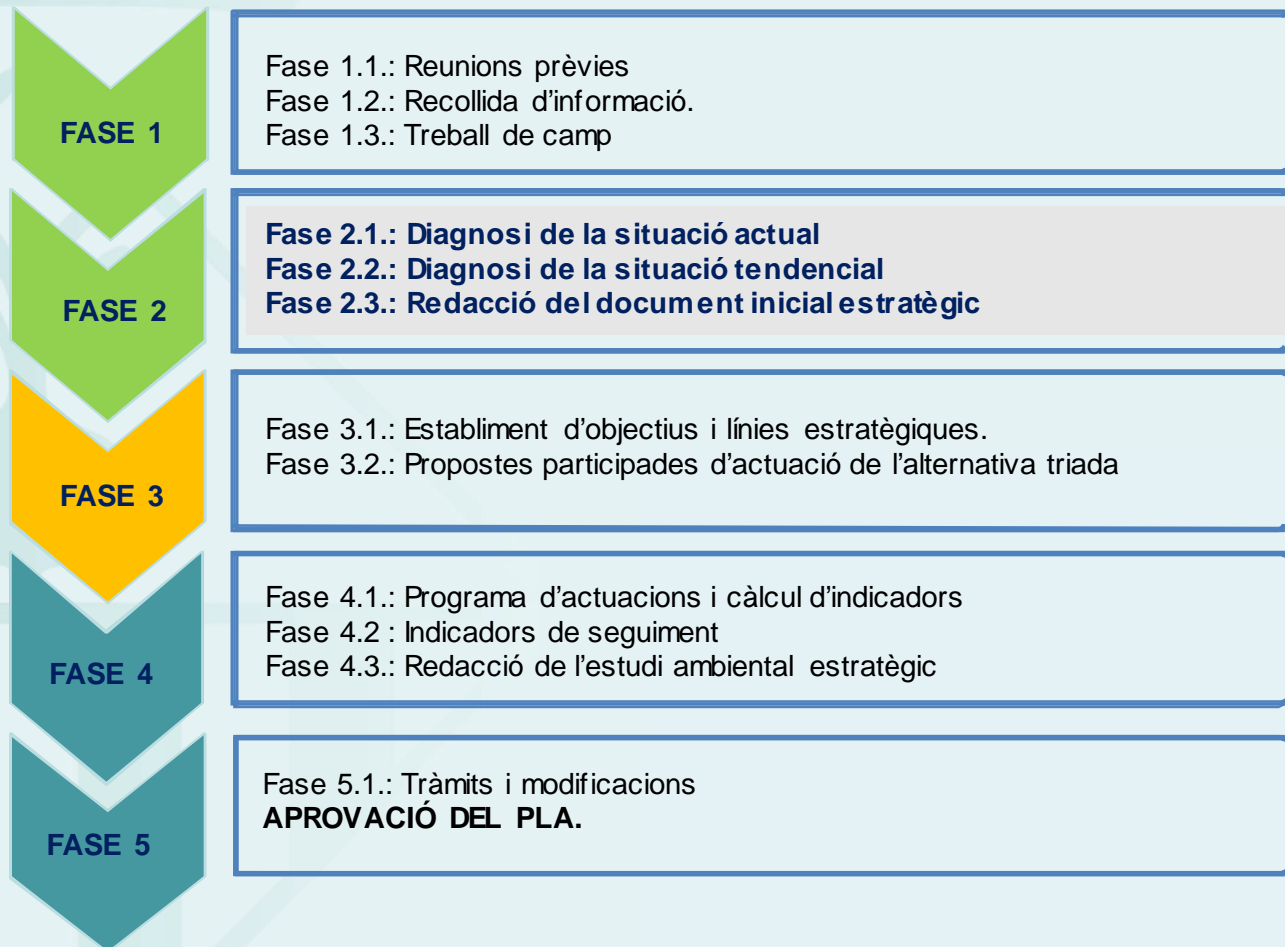 FASE 1
Fase 1.1.: Reunions prèvies
Fase 1.2.: Recollida d’informació.
Fase 1.3.: Treball de camp
FASE 2
Fase 2.1.: Diagnosi de la situació actual
Fase 2.2.: Diagnosi de la situació tendencial
Fase 2.3.: Redacció del document inicial estratègic
FASE 3
Fase 3.1.: Establiment d’objectius i línies estratègiques.
Fase 3.2.: Propostes participades d’actuació de l’alternativa triada
FASE 4
Fase 4.1.: Programa d’actuacions i càlcul d’indicadors
Fase 4.2 : Indicadors de seguiment
Fase 4.3.: Redacció de l’estudi ambiental estratègic
FASE 5
Fase 5.1.: Tràmits i modificacions
APROVACIÓ DEL PLA.